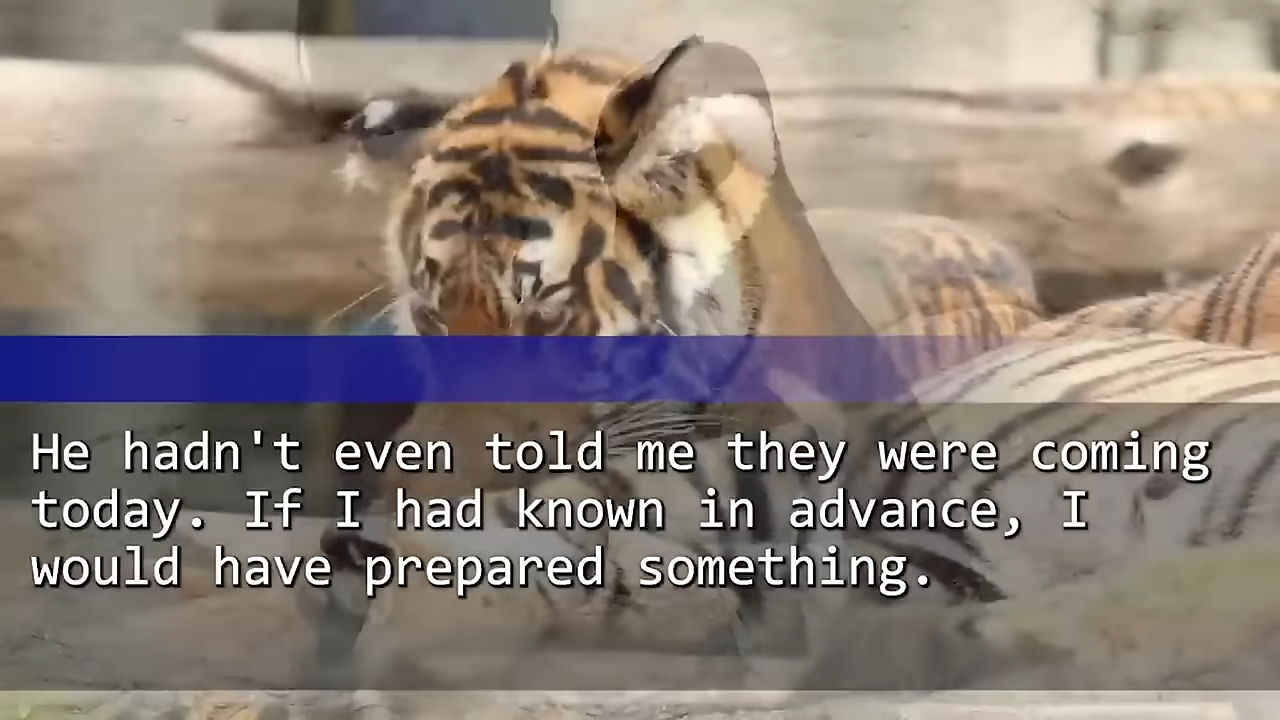 He hadn't even told me they were coming
today. If I had known in advance, I
would have prepared something.